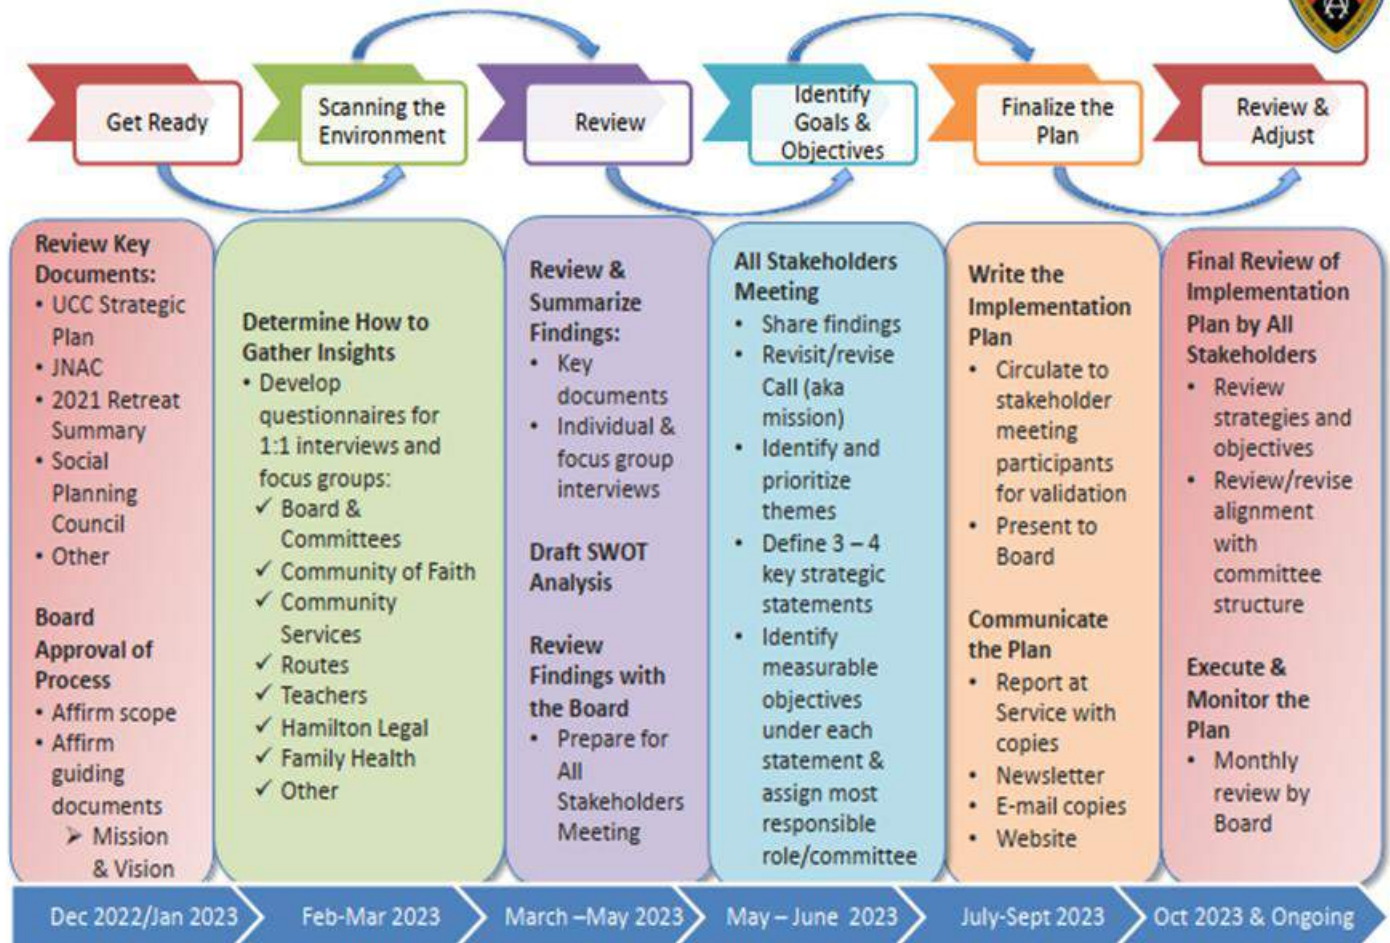 Get Ready
Scanning the
Environment
Review
Identify
Goals &
Objectives
Finalize the
Plan
Review &
Adjust
Review Key
Documents:
• UCC Strategic
Plan
• JNAC
• 2021 Retreat
Summary
• Social
Planning
Council
• Other
Board
Approval of
Process
• Affirm scope
• Affirm
guiding
documents
➢ Mission
& Vision
Determine How to
Gather Insights
• Develop
questionnaires for
1:1 interviews and
focus groups:
✓ Board &
Committees
✓ Community of Faith
✓ Community
Services
✓ Routes
✓ Teachers
✓ Hamilton Legal
✓ Family Health
✓ Other
Review &
Summarize
Findings:
• Key
documents
• Individual &
focus group
interviews
Draft SWOT
Analysis
Review
Findings with
the Board
• Prepare for
All
Stakeholders
Meeting
All Stakeholders
Meeting
• Share findings
• Revisit/revise
Call (aka
mission)
• Identify and
prioritize
themes
• Define 3 – 4
key strategic
statements
• Identify
measurable
objectives
under each
statement &
assign most
responsible
role/committee
Write the
Implementation
Plan
• Circulate to
stakeholder
meeting
participants
for validation
• Present to
Board
Communicate
the Plan
• Report at
Service with
copies
• Newsletter
• E-mail copies
• Website
Final Review of
Implementation
Plan by All
Stakeholders
• Review
strategies and
objectives
• Review/revise
alignment
with
committee
structure
Execute &
Monitor the
Plan
• Monthly
review by
Board
Dec 2022/Jan 2023
Feb-Mar 2023
March –May 2023
May – June 2023
July-Sept 2023
Oct 2023 & Ongoing